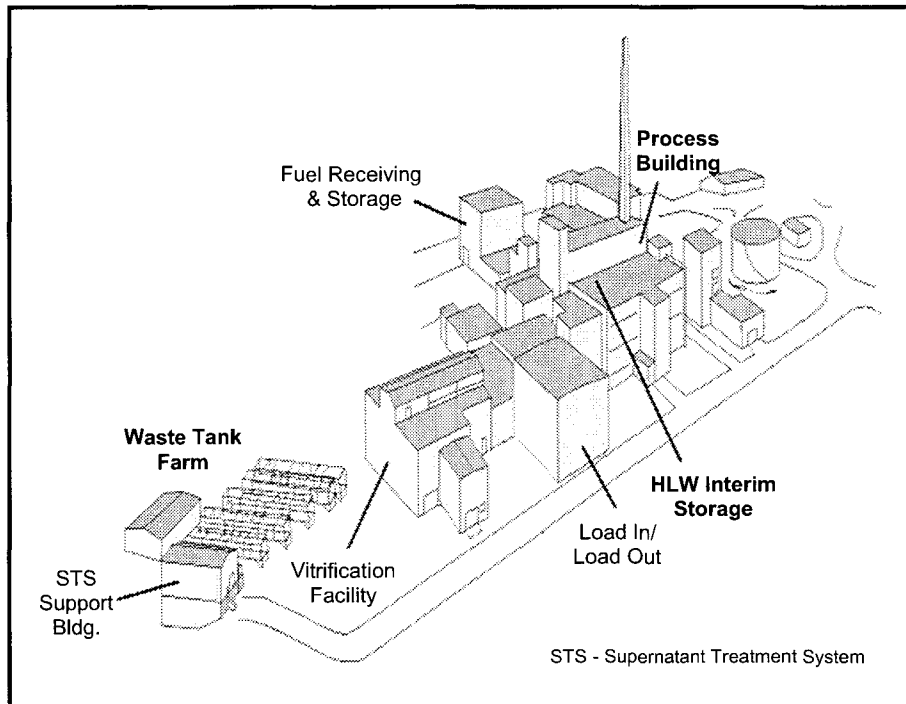 Process
Building
Fuel Receiving
& Storage
Waste Tank
Farm
HLW Interim
Storage
Load In/
Load Out
Vitrification
Facility
STS
Support
Bldg.
STS - Supernatant Treatment System